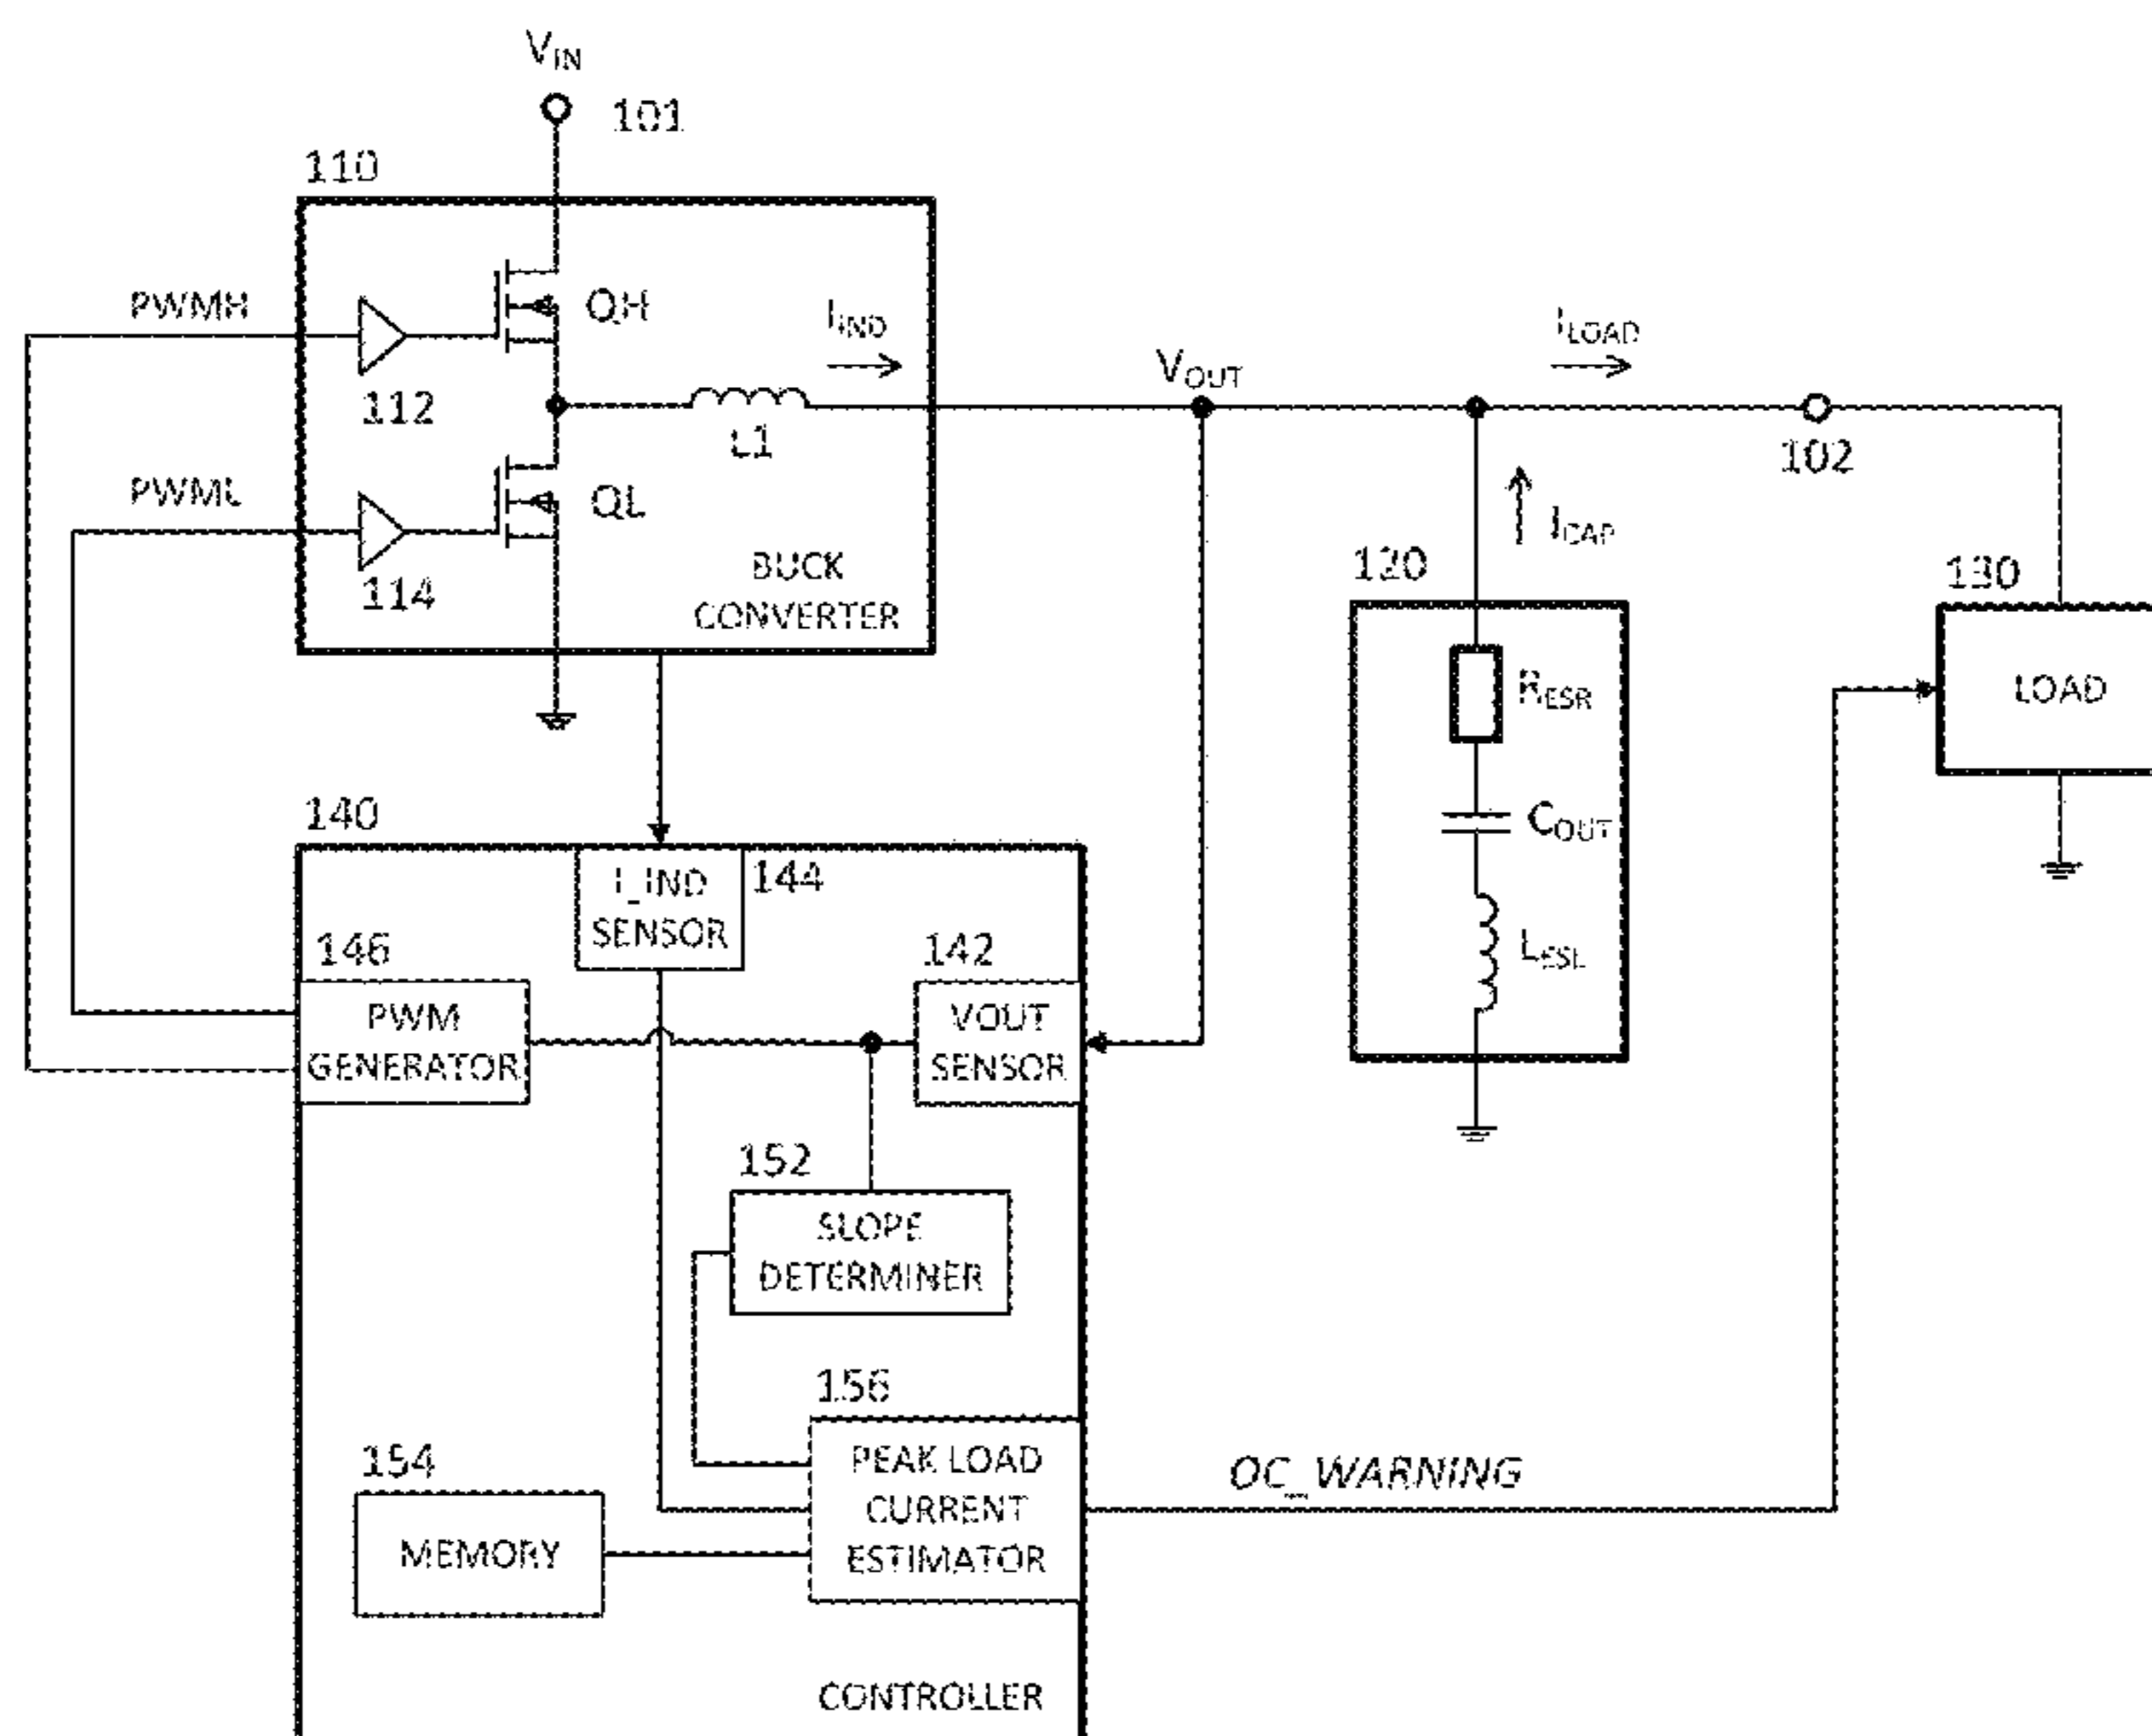 VIN
101
110
PWMH
QH
IIND
ILOAD
VOUT
112
L1
102
PWML
QL
ICAP
114
BUCK
CONVERTER
120
130
RESR
LOAD
COUT
140
I_IND
SENSOR
144
LESL
146
142
PWM
GENERATOR
VOUT
SENSOR
152
SLOPE
DETERMINER
156
154
PEAK LOAD
CURRENT
ESTIMATOR
OC_WARNING
MEMORY
CONTROLLER